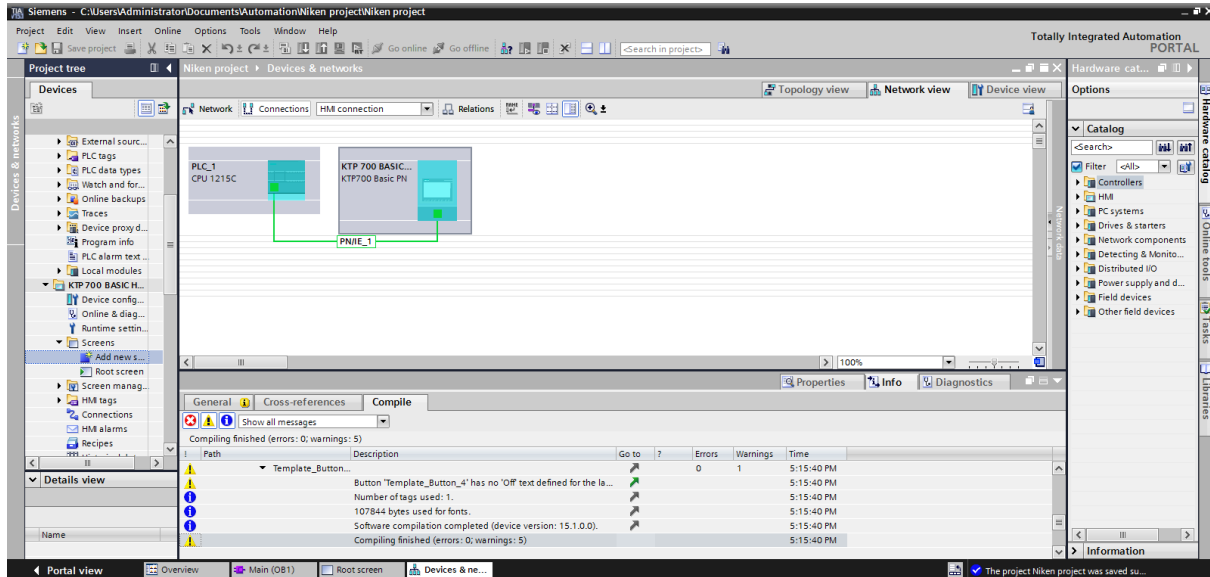 Siemens - C:\Users\Administrator\Documents\Automation\Niken project\Niken project
Project Edit View Insert Online Options Tools Window Help
Totally Integrated Automation
PORTAL
Save project Go online Go offline <Search in project>
Project tree
Niken project Devices & networks
Hardware cat...
Devices
Topology view Network view Device view
Options
Network Connections HMI connection Relations
Devices & networks
External sourc...
PLC tags
PLC data types
Watch and for...
Online backups
Traces
Device proxy d...
Program info
PLC alarm text ...
Local modules
KTP 700 BASIC H...
Device config...
Online & diag...
Runtime settin...
Screens
Add new s...
Root screen
Screen manag...
HMI tags
Connections
HMI alarms
Recipes
Details view
Name
PLC_1
CPU 1215C
KTP 700 BASIC...
KTP700 Basic PN
PN/IE_1
Network data
100%
Catalog
<Search>
Filter <All>
Controllers
HMI
PC systems
Drives & starters
Network components
Detecting & Monito...
Distributed I/O
Power supply and d...
Field devices
Other field devices
Information
Hardware catalog
Online tools
Tasks
Libraries
Properties Info Diagnostics
General Cross-references Compile
Show all messages
Compiling finished (errors: 0; warnings: 5)
! Path Description Go to ? Errors Warnings Time
Template_Button... 0 1 5:15:40 PM
Button 'Template_Button_4' has no 'Off' text defined for the la... 5:15:40 PM
Number of tags used: 1. 5:15:40 PM
107844 bytes used for fonts. 5:15:40 PM
Software compilation completed (device version: 15.1.0.0). 5:15:40 PM
Compiling finished (errors: 0; warnings: 5) 5:15:40 PM
Portal view Overview Main (OB1) Root screen Devices & ne... The project Niken project was saved su...